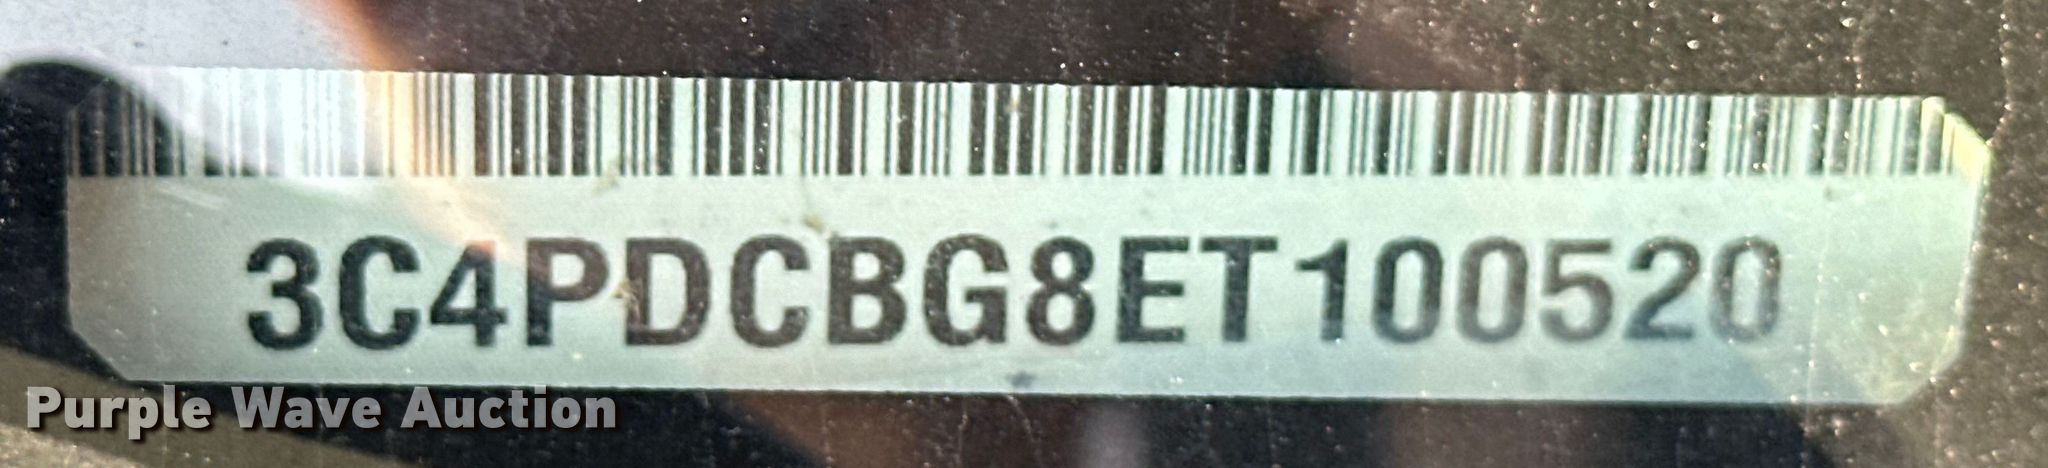 3C4PDCBG8ET100520
Purple Wave Auction